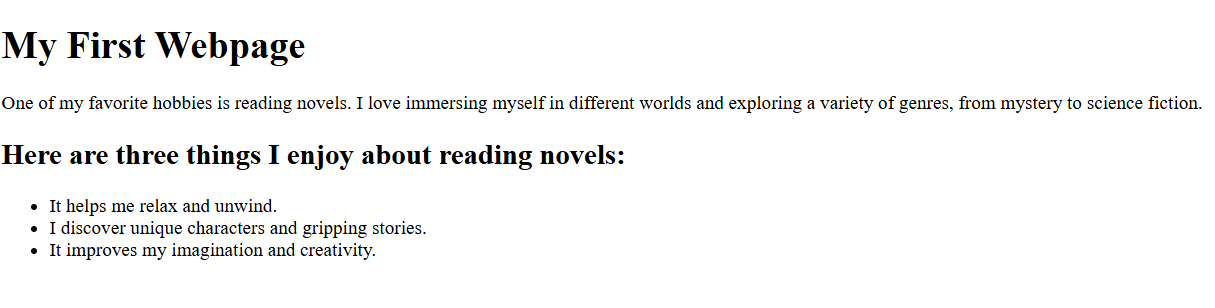 My First Webpage
One of my favorite hobbies is reading novels. I love immersing myself in different worlds and exploring a variety of genres, from mystery to science fiction.
Here are three things I enjoy about reading novels:
• It helps me relax and unwind.
• I discover unique characters and gripping stories.
• It improves my imagination and creativity.